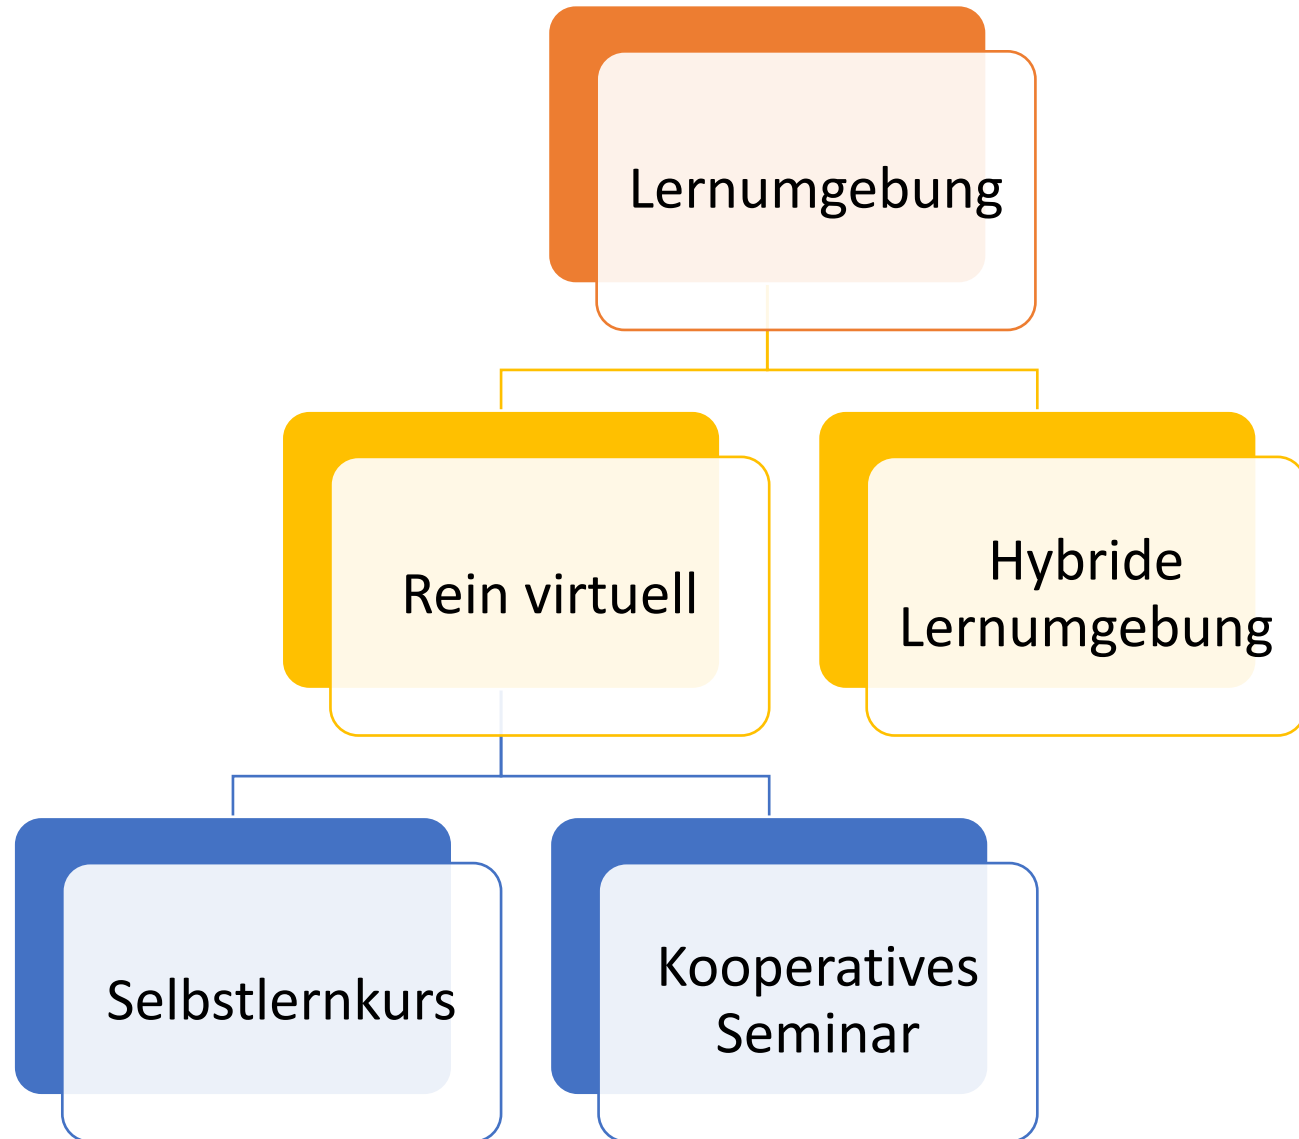 Lernumgebung
Rein virtuell
Hybride
Lernumgebung
Selbstlernkurs
Kooperatives
Seminar